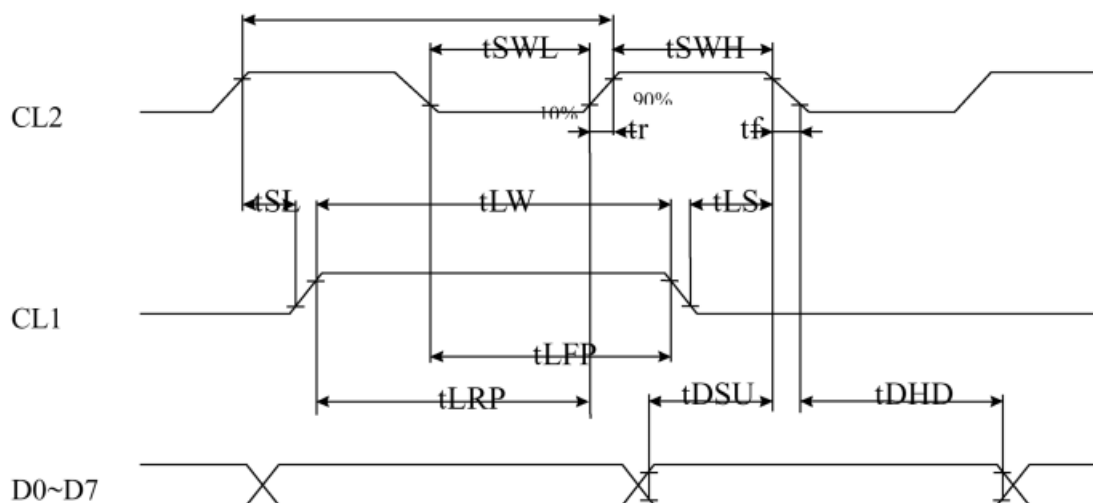 tSWL tSWH
CL2 10% 90%
tr tf
tSL tLW tLS
CL1
tLFP
tLRP tDSU tDHD
D0~D7